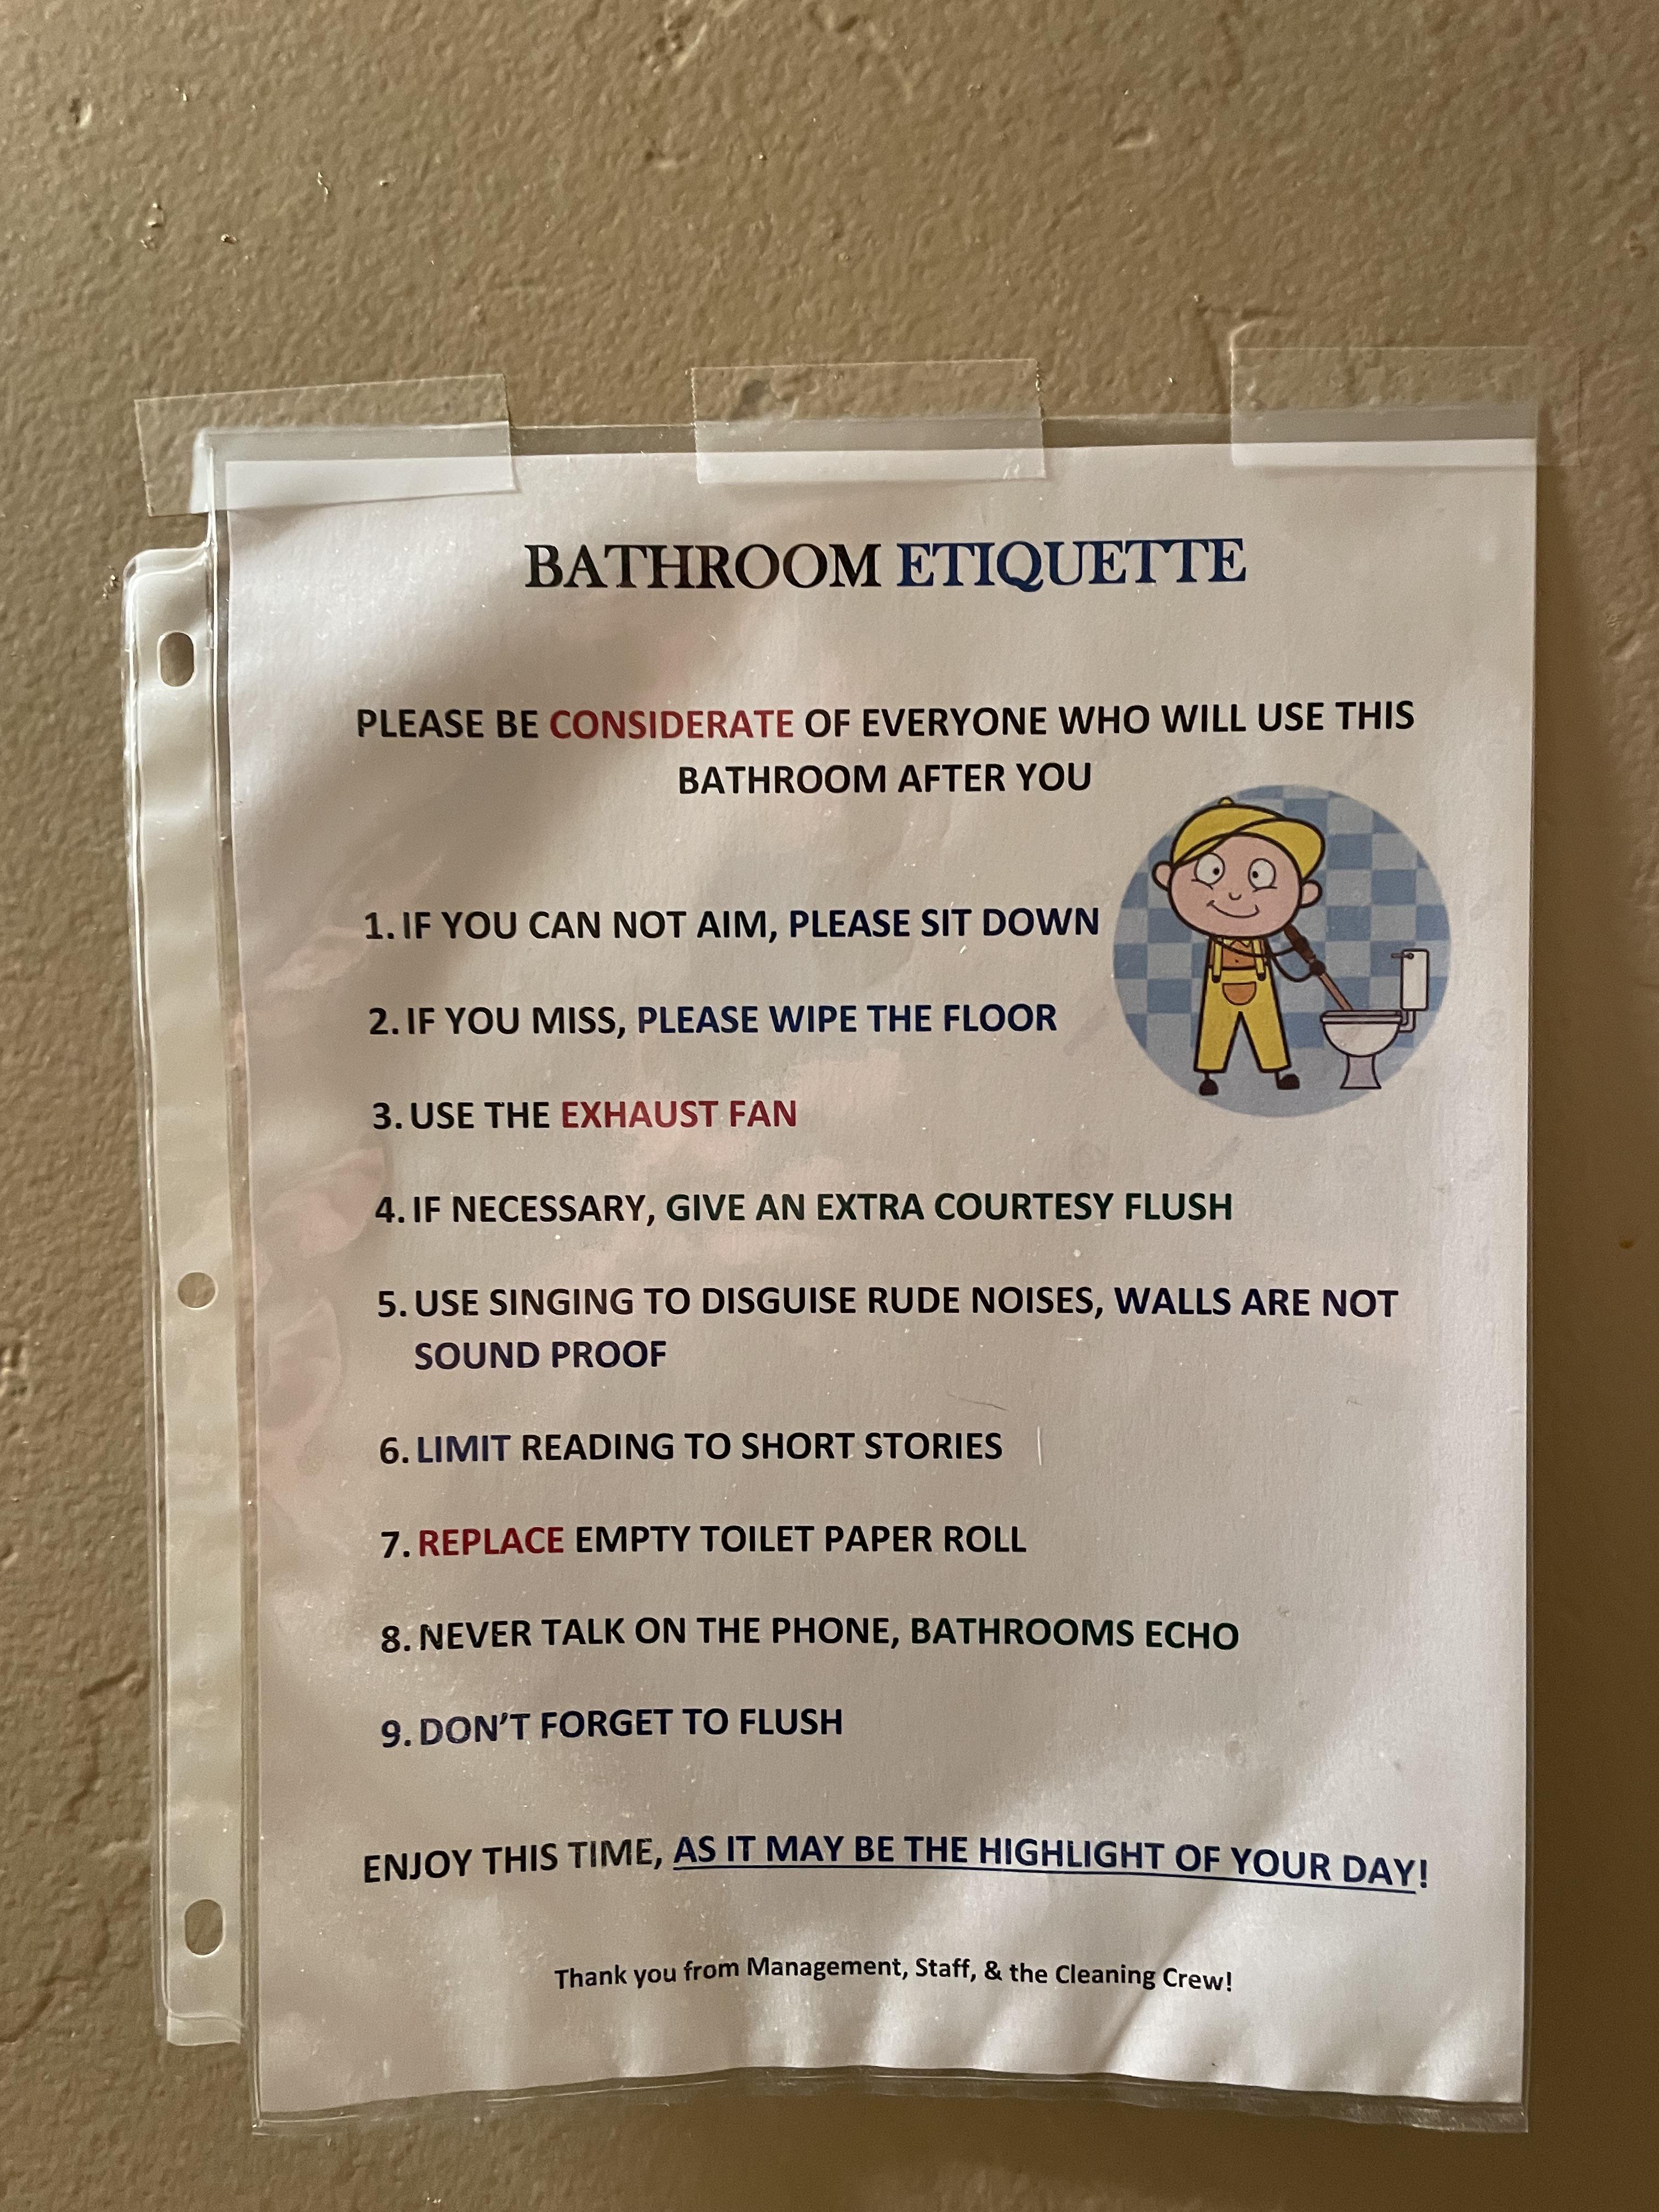 BATHROOM ETIQUETTE
PLEASE BE CONSIDERATE OF EVERYONE WHO WILL USE THIS
BATHROOM AFTER YOU
1. IF YOU CAN NOT AIM, PLEASE SIT DOWN
2. IF YOU MISS, PLEASE WIPE THE FLOOR
3. USE THE EXHAUST FAN
4. IF NECESSARY, GIVE AN EXTRA COURTESY FLUSH
5. USE SINGING TO DISGUISE RUDE NOISES, WALLS ARE NOT
SOUND PROOF
6. LIMIT READING TO SHORT STORIES
7. REPLACE EMPTY TOILET PAPER ROLL
8. NEVER TALK ON THE PHONE, BATHROOMS ECHO
9. DON'T FORGET TO FLUSH
ENJOY THIS TIME, AS IT MAY BE THE HIGHLIGHT OF YOUR DAY!
Thank you from Management, Staff, & the Cleaning Crew!